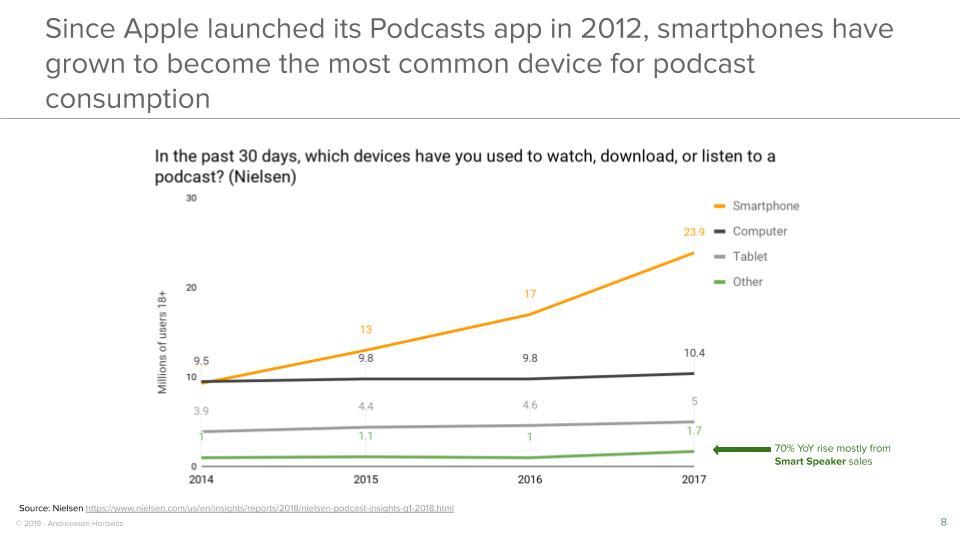 Since Apple launched its Podcasts app in 2012, smartphones have
grown to become the most common device for podcast
consumption
In the past 30 days, which devices have you used to watch, download, or listen to a
podcast? (Nielsen)
Millions of users 18+
30
20
10
0
Smartphone
Computer
Tablet
Other
13
17
23.9
9.5
9.8
9.8
10.4
3.9
4.4
4.6
5
1
1.1
1
1.7
2014
2015
2016
2017
70% YoY rise mostly from
Smart Speaker sales
Source: Nielsen https://www.nielsen.com/us/en/insights/reports/2018/nielsen-podcast-insights-q1-2018.html
© 2019 - Andreessen Horowitz
8